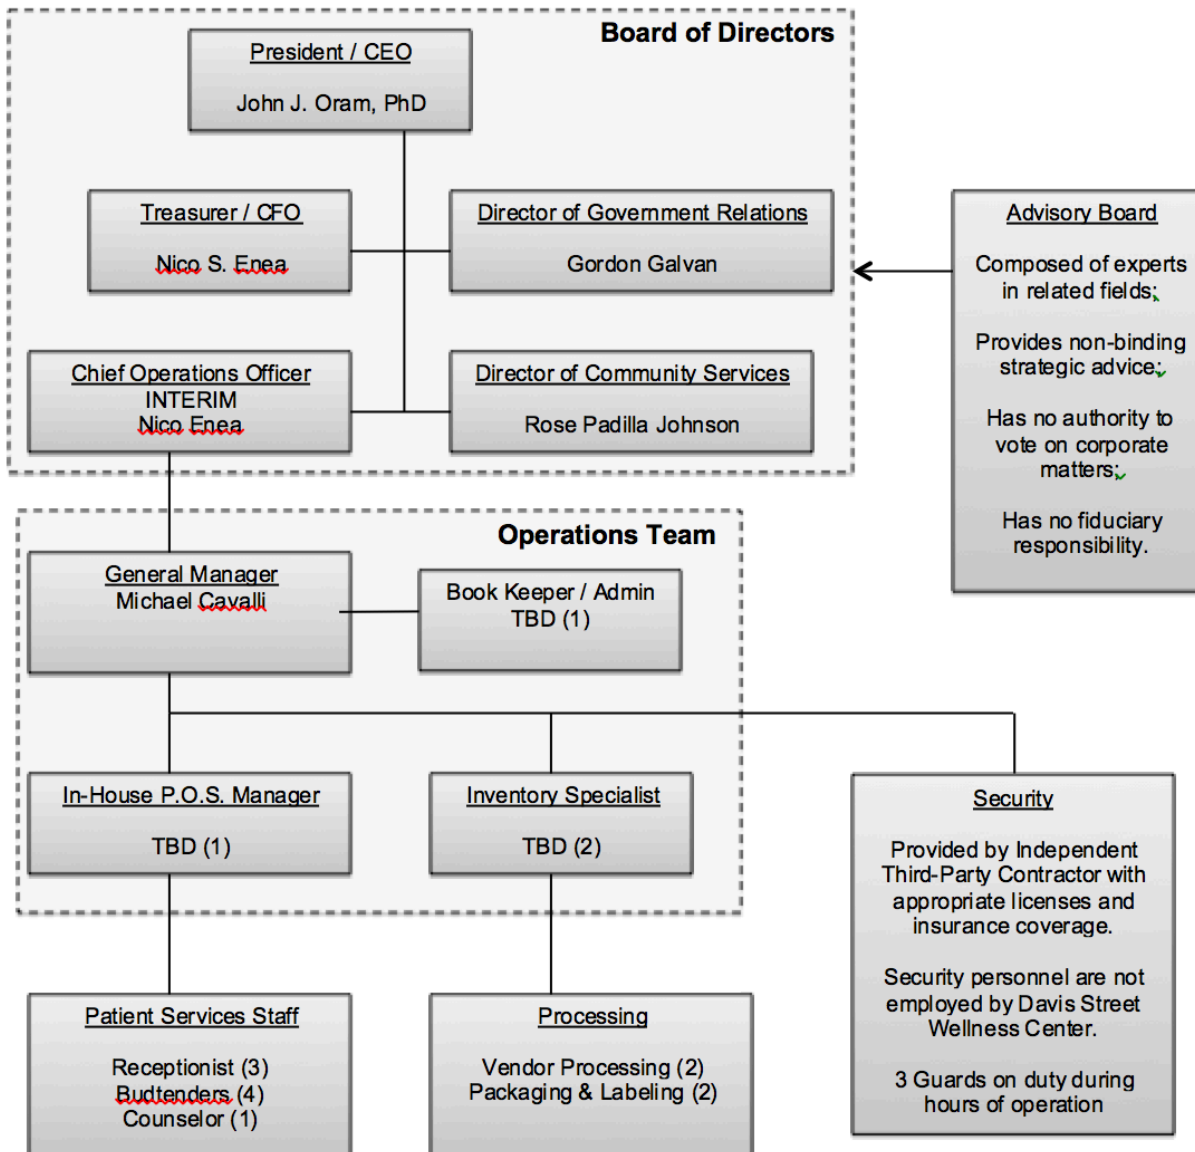 Board of Directors
President / CEO
John J. Oram, PhD
Treasurer / CFO
Nico S. Enea
Director of Government Relations
Gordon Galvan
Chief Operations Officer
INTERIM
Nico Enea
Director of Community Services
Rose Padilla Johnson
Advisory Board
Composed of experts
in related fields;
Provides non-binding
strategic advice;
Has no authority to
vote on corporate
matters;
Has no fiduciary
responsibility.
Operations Team
General Manager
Michael Cavalli
Book Keeper / Admin
TBD (1)
In-House P.O.S. Manager
TBD (1)
Inventory Specialist
TBD (2)
Security
Provided by Independent
Third-Party Contractor with
appropriate licenses and
insurance coverage.
Security personnel are not
employed by Davis Street
Wellness Center.
3 Guards on duty during
hours of operation
Patient Services Staff
Receptionist (3)
Budtenders (4)
Counselor (1)
Processing
Vendor Processing (2)
Packaging & Labeling (2)